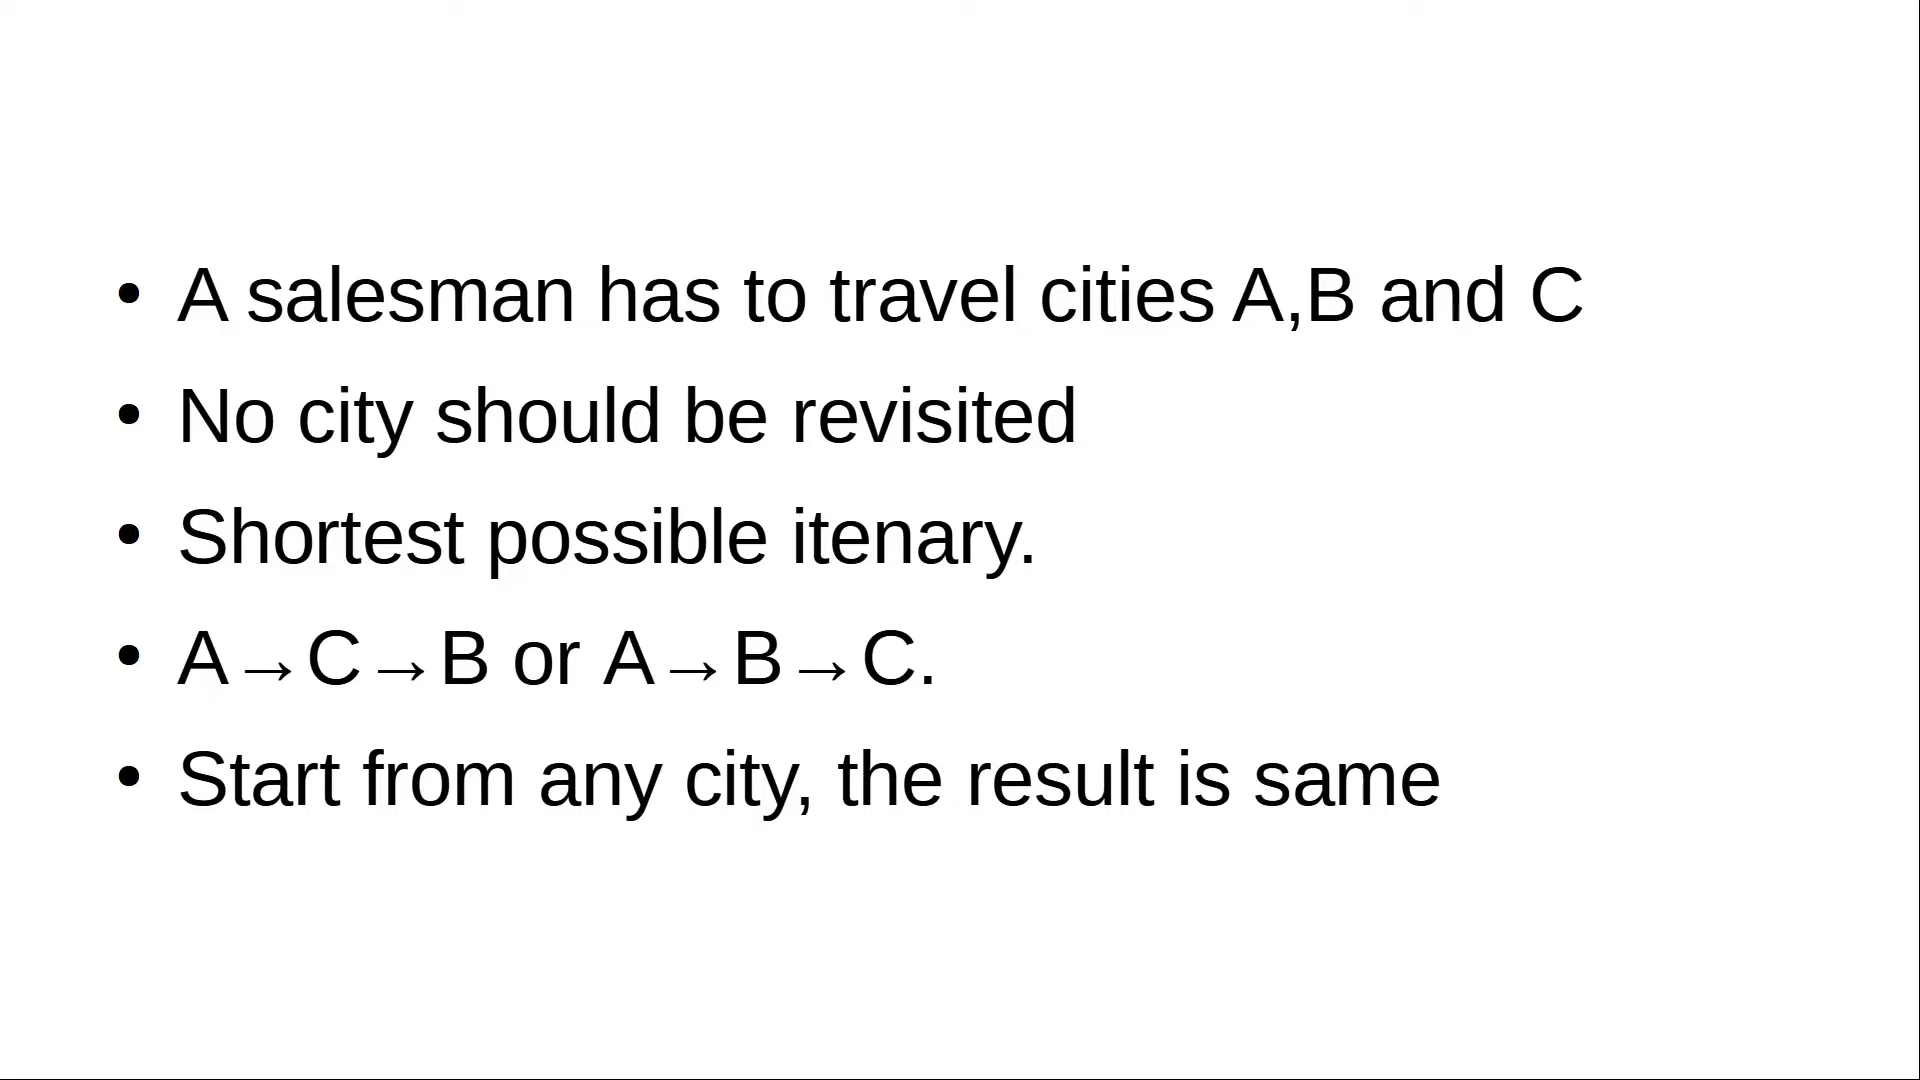 • A salesman has to travel cities A,B and C
• No city should be revisited
• Shortest possible itenary.
• A→C→B or A→B→C.
• Start from any city, the result is same